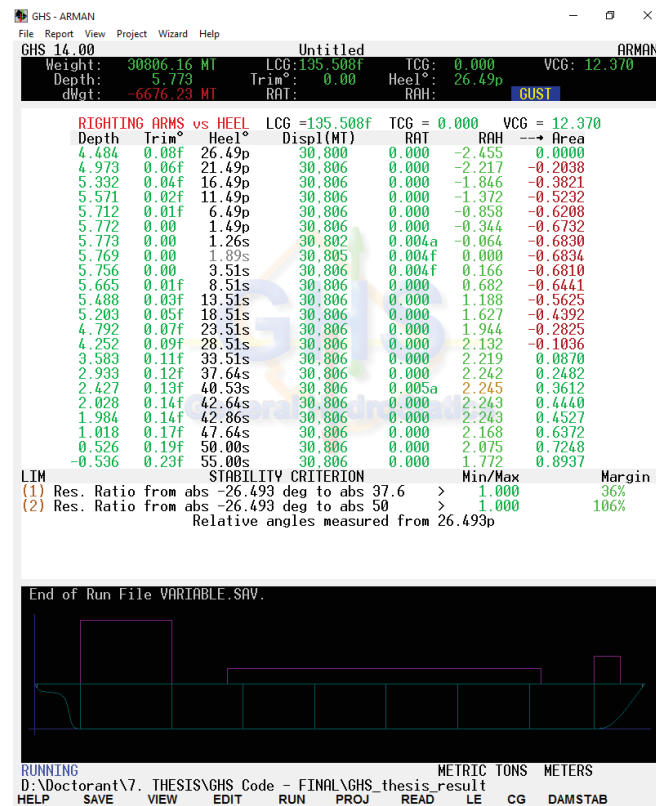 GHS - ARMAN
File Report View Project Wizard Help
GHS 14.00 Untitled ARMAN
Weight: 30806.16 MT LCG:135.508f TCG: 0.000 VCG: 12.370
Depth: 5.773 Trim°: 0.00 Heel°: 26.49p
dWgt: -6676.23 MT RAT: RAH: GUST
RIGHTING ARMS vs HEEL LCG =135.508f TCG = 0.000 VCG = 12.370
Depth Trim° Heel° Displ(MT) RAT RAH --→ Area
4.484 0.08f 26.49p 30,800 0.000 -2.455 0.0000
4.973 0.06f 21.49p 30,806 0.000 -2.217 -0.2038
5.332 0.04f 16.49p 30,806 0.000 -1.846 -0.3821
5.571 0.02f 11.49p 30,806 0.000 -1.372 -0.5232
5.712 0.01f 6.49p 30,806 0.000 -0.858 -0.6208
5.772 0.00 1.49p 30,806 0.000 -0.344 -0.6732
5.773 0.00 1.26s 30,802 0.004a -0.064 -0.6830
5.769 0.00 1.89s 30,805 0.004f 0.000 -0.6834
5.756 0.00 3.51s 30,806 0.004f 0.166 -0.6810
5.665 0.01f 8.51s 30,806 0.000 0.682 -0.6441
5.488 0.03f 13.51s 30,806 0.000 1.188 -0.5625
5.203 0.05f 18.51s 30,806 0.000 1.627 -0.4392
4.792 0.07f 23.51s 30,806 0.000 1.944 -0.2825
4.252 0.09f 28.51s 30,806 0.000 2.132 -0.1036
3.583 0.11f 33.51s 30,806 0.000 2.219 0.0870
2.933 0.12f 37.64s 30,806 0.000 2.242 0.2482
2.427 0.13f 40.53s 30,806 0.005a 2.245 0.3612
2.028 0.14f 42.64s 30,806 0.000 2.243 0.4440
1.984 0.14f 42.86s 30,806 0.000 2.243 0.4527
1.018 0.17f 47.64s 30,806 0.000 2.168 0.6372
0.526 0.19f 50.00s 30,806 0.000 2.075 0.7248
-0.536 0.23f 55.00s 30,806 0.000 1.772 0.8937
LIM STABILITY CRITERION Min/Max Margin
(1) Res. Ratio from abs -26.493 deg to abs 37.6 > 1.000 36%
(2) Res. Ratio from abs -26.493 deg to abs 50 > 1.000 106%
Relative angles measured from 26.493p
End of Run File VARIABLE.SAV.
RUNNING METRIC TONS METERS
D:\Doctorant\7. THESIS\GHS Code - FINAL\GHS_thesis_result
HELP SAVE VIEW EDIT RUN PROJ READ LE CG DAMSTAB